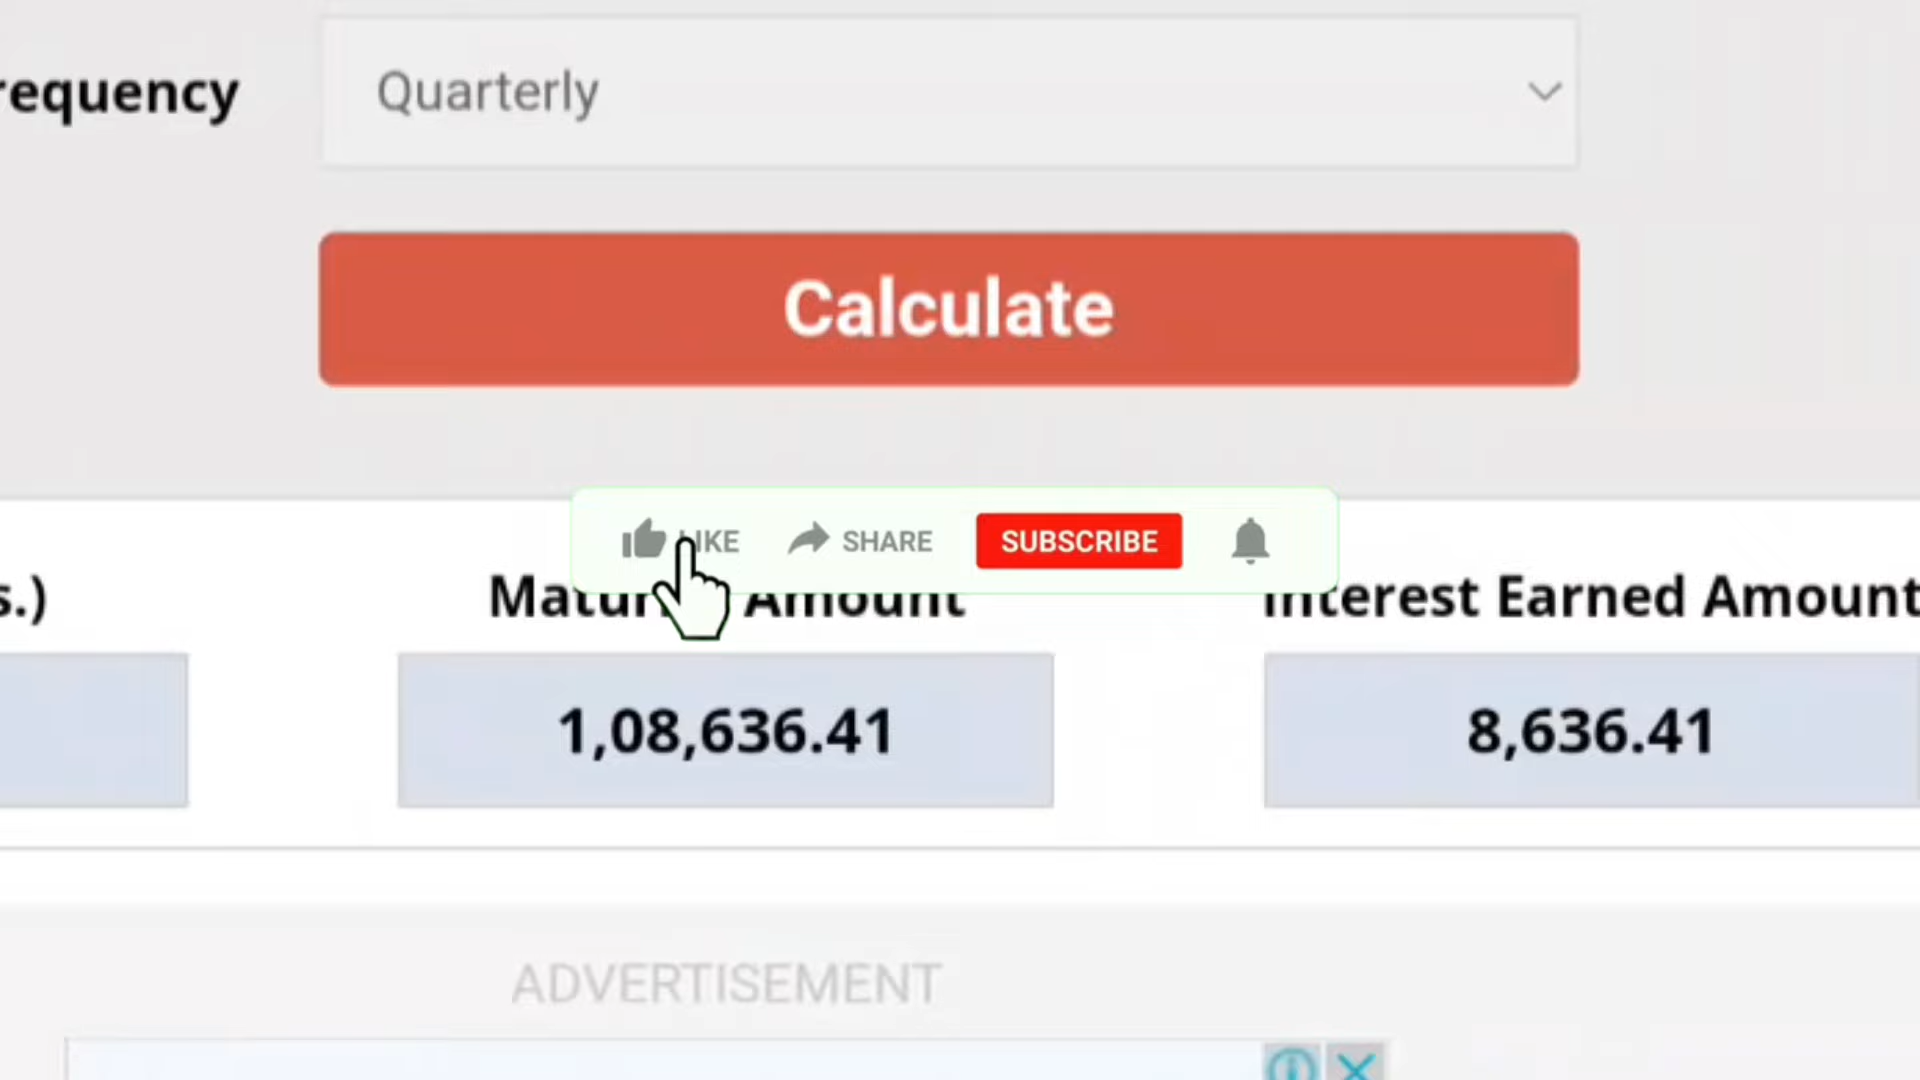 requency
Quarterly
Calculate
LIKE SHARE SUBSCRIBE
s.)
Amount
Interest Earned Amount
1,08,636.41
8,636.41
ADVERTISEMENT